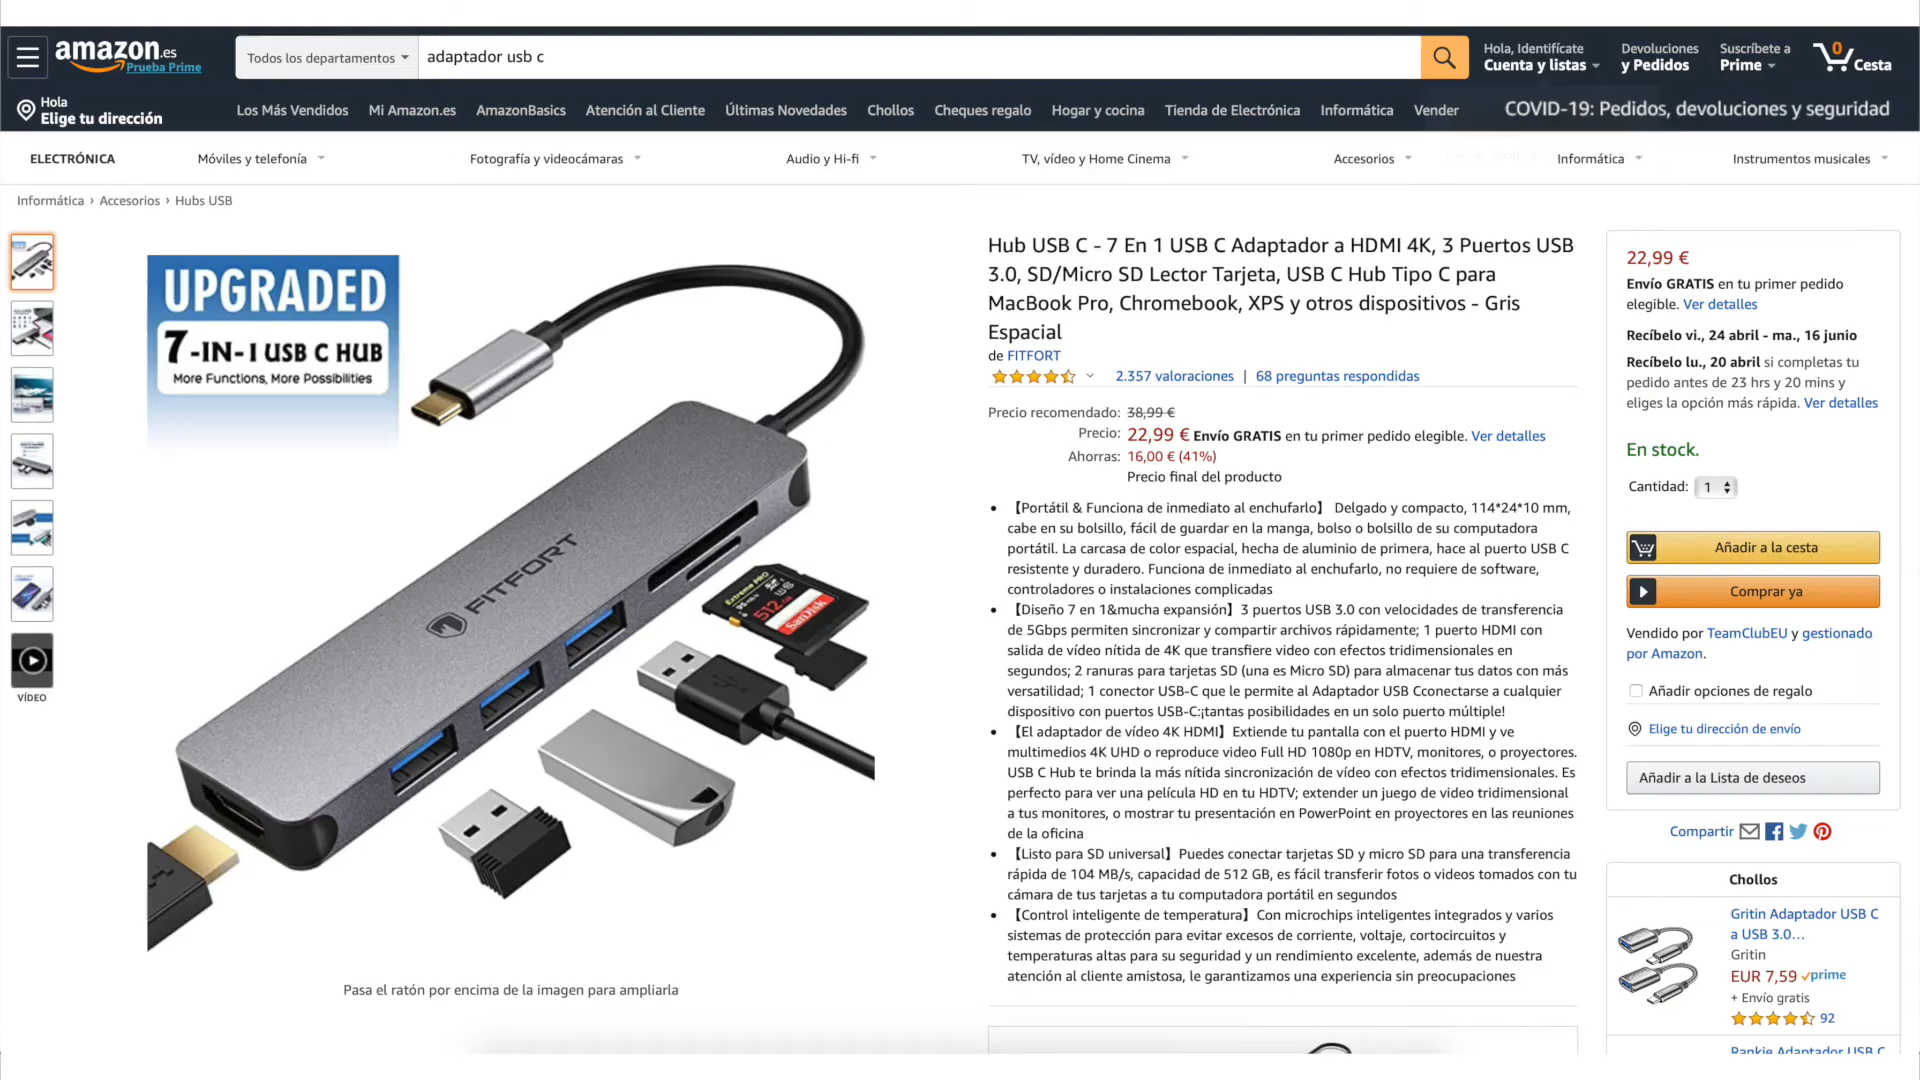 amazon.es
Prueba Prime
Todos los departamentos
adaptador usb c
Hola, Identifícate
Cuenta y listas
Devoluciones
y Pedidos
Suscríbete a
Prime
0
Cesta
Hola
Elige tu dirección
Los Más Vendidos
Mi Amazon.es
AmazonBasics
Atención al Cliente
Últimas Novedades
Chollos
Cheques regalo
Hogar y cocina
Tienda de Electrónica
Informática
Vender
COVID-19: Pedidos, devoluciones y seguridad
ELECTRÓNICA
Móviles y telefonía
Fotografía y videocámaras
Audio y Hi-fi
TV, vídeo y Home Cinema
Accesorios
Informática
Instrumentos musicales
Informática › Accesorios › Hubs USB
VÍDEO
UPGRADED
7-IN-1 USB C HUB
More Functions, More Possibilities
FITFORT
Extreme PRO
512GB
SanDisk
Pasa el ratón por encima de la imagen para ampliarla
Hub USB C - 7 En 1 USB C Adaptador a HDMI 4K, 3 Puertos USB
3.0, SD/Micro SD Lector Tarjeta, USB C Hub Tipo C para
MacBook Pro, Chromebook, XPS y otros dispositivos - Gris
Espacial
de FITFORT
2.357 valoraciones | 68 preguntas respondidas
Precio recomendado: 38,99 €
Precio: 22,99 € Envío GRATIS en tu primer pedido elegible. Ver detalles
Ahorras: 16,00 € (41%)
Precio final del producto
• 【Portátil & Funciona de inmediato al enchufarlo】 Delgado y compacto, 114*24*10 mm,
cabe en su bolsillo, fácil de guardar en la manga, bolso o bolsillo de su computadora
portátil. La carcasa de color espacial, hecha de aluminio de primera, hace al puerto USB C
resistente y duradero. Funciona de inmediato al enchufarlo, no requiere de software,
controladores o instalaciones complicadas
• 【Diseño 7 en 1&mucha expansión】3 puertos USB 3.0 con velocidades de transferencia
de 5Gbps permiten sincronizar y compartir archivos rápidamente; 1 puerto HDMI con
salida de vídeo nítida de 4K que transfiere video con efectos tridimensionales en
segundos; 2 ranuras para tarjetas SD (una es Micro SD) para almacenar tus datos con más
versatilidad; 1 conector USB-C que le permite al Adaptador USB Cconectarse a cualquier
dispositivo con puertos USB-C:¡tantas posibilidades en un solo puerto múltiple!
• 【El adaptador de vídeo 4K HDMI】Extiende tu pantalla con el puerto HDMI y ve
multimedios 4K UHD o reproduce video Full HD 1080p en HDTV, monitores, o proyectores.
USB C Hub te brinda la más nítida sincronización de vídeo con efectos tridimensionales. Es
perfecto para ver una película HD en tu HDTV; extender un juego de video tridimensional
a tus monitores, o mostrar tu presentación en PowerPoint en proyectores en las reuniones
de la oficina
• 【Listo para SD universal】Puedes conectar tarjetas SD y micro SD para una transferencia
rápida de 104 MB/s, capacidad de 512 GB, es fácil transferir fotos o videos tomados con tu
cámara de tus tarjetas a tu computadora portátil en segundos
• 【Control inteligente de temperatura】Con microchips inteligentes integrados y varios
sistemas de protección para evitar excesos de corriente, voltaje, cortocircuitos y
temperaturas altas para su seguridad y un rendimiento excelente, además de nuestra
atención al cliente amistosa, le garantizamos una experiencia sin preocupaciones
22,99 €
Envío GRATIS en tu primer pedido
elegible. Ver detalles
Recíbelo vi., 24 abril - ma., 16 junio
Recíbelo lu., 20 abril si completas tu
pedido antes de 23 hrs y 20 mins y
eliges la opción más rápida. Ver detalles
En stock.
Cantidad: 1
Añadir a la cesta
Comprar ya
Vendido por TeamClubEU y gestionado
por Amazon.
Añadir opciones de regalo
Elige tu dirección de envío
Añadir a la Lista de deseos
Compartir
Chollos
Gritin Adaptador USB C
a USB 3.0…
Gritin
EUR 7,59 prime
+ Envío gratis
92
Rankie Adaptador USB C